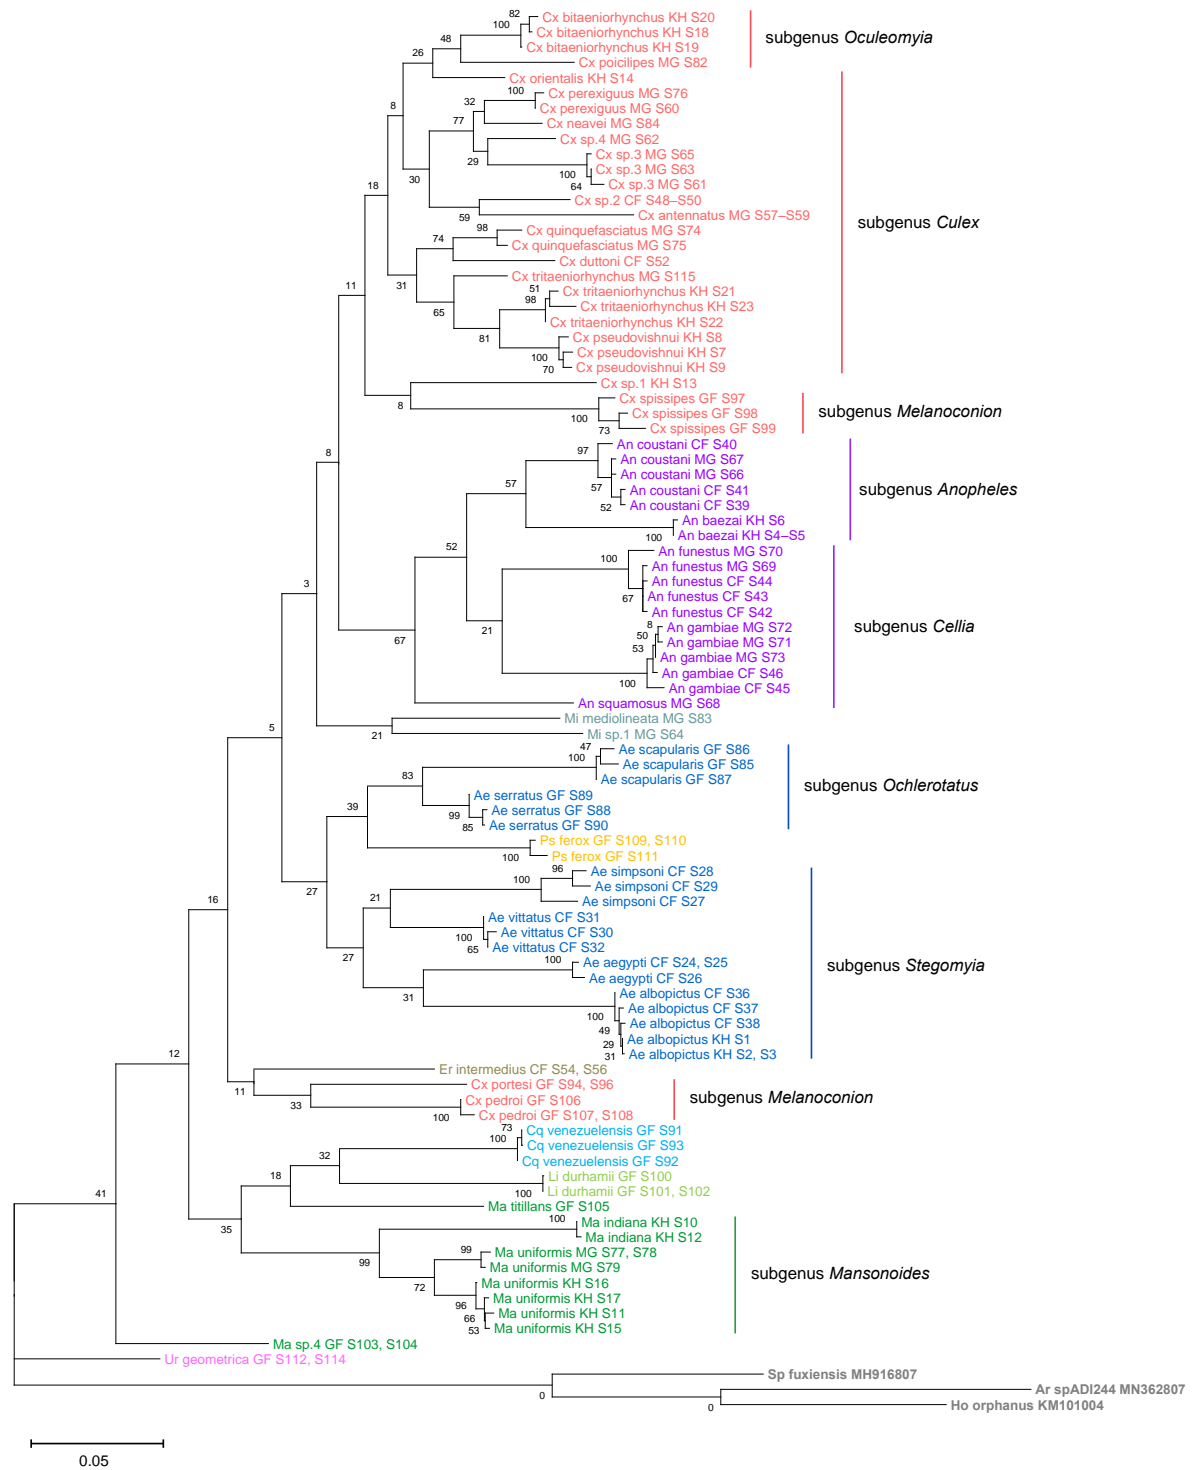 82
Cx bitaeniorhynchus KH S20
100
Cx bitaeniorhynchus KH S18
subgenus Oculeomyia
48
Cx bitaeniorhynchus KH S19
26
Cx poicilipes MG S82
Cx orientalis KH S14
100
Cx perexiguus MG S76
32
8
Cx perexiguus MG S60
77
Cx neavei MG S84
Cx sp.4 MG S62
29
Cx sp.3 MG S65
30
100
Cx sp.3 MG S63
64
Cx sp.3 MG S61
18
Cx sp.2 CF S48–S50
59
Cx antennatus MG S57–S59
subgenus Culex
98
Cx quinquefasciatus MG S74
74
Cx quinquefasciatus MG S75
Cx duttoni CF S52
31
Cx tritaeniorhynchus MG S115
11
51
Cx tritaeniorhynchus KH S21
98
Cx tritaeniorhynchus KH S23
65
Cx tritaeniorhynchus KH S22
81
Cx pseudovishnui KH S8
100
Cx pseudovishnui KH S7
70
Cx pseudovishnui KH S9
Cx sp.1 KH S13
8
Cx spissipes GF S97
100
Cx spissipes GF S98
subgenus Melanoconion
73
Cx spissipes GF S99
8
97
An coustani CF S40
An coustani MG S67
57
An coustani MG S66
57
An coustani CF S41
subgenus Anopheles
52
An coustani CF S39
An baezai KH S6
100
An baezai KH S4–S5
52
100
An funestus MG S70
An funestus MG S69
3
An funestus CF S44
67
An funestus CF S43
An funestus CF S42
21
8
An gambiae MG S72
subgenus Cellia
67
50
An gambiae MG S71
53
An gambiae MG S73
An gambiae CF S46
100
An gambiae CF S45
An squamosus MG S68
Mi mediolineata MG S83
5
21
Mi sp.1 MG S64
47
Ae scapularis GF S86
100
Ae scapularis GF S85
83
Ae scapularis GF S87
subgenus Ochlerotatus
Ae serratus GF S89
39
99
Ae serratus GF S88
85
Ae serratus GF S90
Ps ferox GF S109, S110
100
Ps ferox GF S111
96
Ae simpsoni CF S28
27
100
Ae simpsoni CF S29
16
21
Ae simpsoni CF S27
Ae vittatus CF S31
100
Ae vittatus CF S30
65
Ae vittatus CF S32
27
100
Ae aegypti CF S24, S25
subgenus Stegomyia
Ae aegypti CF S26
31
Ae albopictus CF S36
100
Ae albopictus CF S37
49
Ae albopictus CF S38
29
Ae albopictus KH S1
12
31
Ae albopictus KH S2, S3
Er intermedius CF S54, S56
11
Cx portesi GF S94, S96
33
Cx pedroi GF S106
subgenus Melanoconion
100
Cx pedroi GF S107, S108
73
Cq venezuelensis GF S91
100
Cq venezuelensis GF S93
32
Cq venezuelensis GF S92
18
Li durhamii GF S100
100
Li durhamii GF S101, S102
41
Ma titillans GF S105
35
100
Ma indiana KH S10
Ma indiana KH S12
99
99
Ma uniformis MG S77, S78
Ma uniformis MG S79
subgenus Mansonoides
72
Ma uniformis KH S16
96
Ma uniformis KH S17
66
Ma uniformis KH S11
53
Ma uniformis KH S15
Ma sp.4 GF S103, S104
Ur geometrica GF S112, S114
Sp fuxiensis MH916807
0
Ar spADI244 MN362807
0
Ho orphanus KM101004
0.05